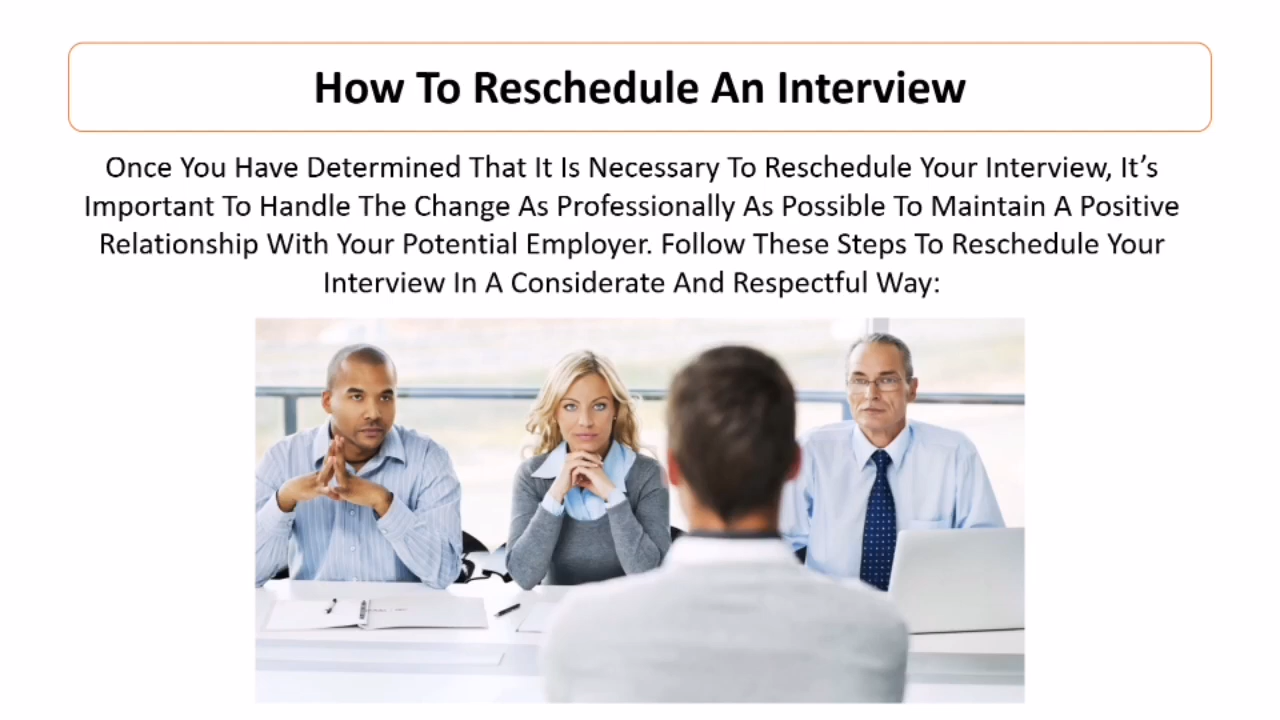 How To Reschedule An Interview
Once You Have Determined That It Is Necessary To Reschedule Your Interview, It’s
Important To Handle The Change As Professionally As Possible To Maintain A Positive
Relationship With Your Potential Employer. Follow These Steps To Reschedule Your
Interview In A Considerate And Respectful Way: